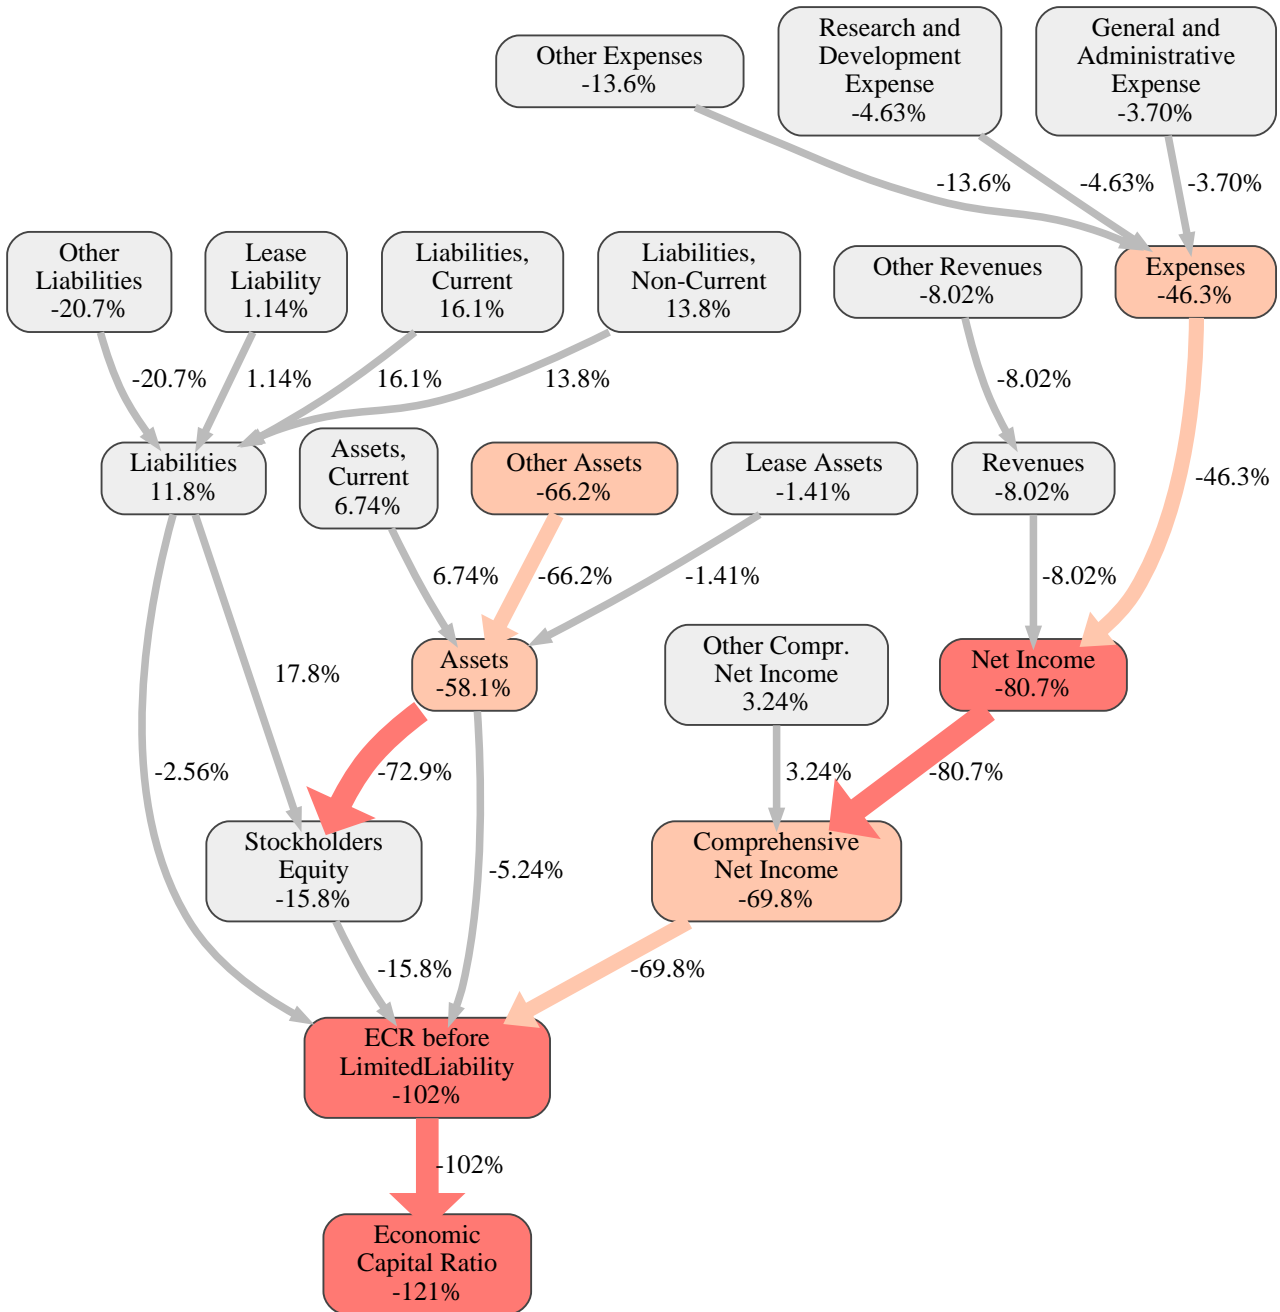 Other Expenses
-13.6%
Research and
Development
Expense
-4.63%
General and
Administrative
Expense
-3.70%
-13.6%
-4.63%
-3.70%
Other
Liabilities
-20.7%
Lease
Liability
1.14%
Liabilities,
Current
16.1%
Liabilities,
Non-Current
13.8%
Other Revenues
-8.02%
Expenses
-46.3%
-20.7%
1.14%
16.1%
13.8%
-8.02%
-46.3%
Liabilities
11.8%
Assets,
Current
6.74%
Other Assets
-66.2%
Lease Assets
-1.41%
Revenues
-8.02%
6.74%
-66.2%
-1.41%
-8.02%
Assets
-58.1%
Other Compr.
Net Income
3.24%
Net Income
-80.7%
17.8%
-2.56%
-72.9%
3.24%
-80.7%
Stockholders
Equity
-15.8%
-5.24%
Comprehensive
Net Income
-69.8%
-15.8%
-69.8%
ECR before
LimitedLiability
-102%
-102%
Economic
Capital Ratio
-121%